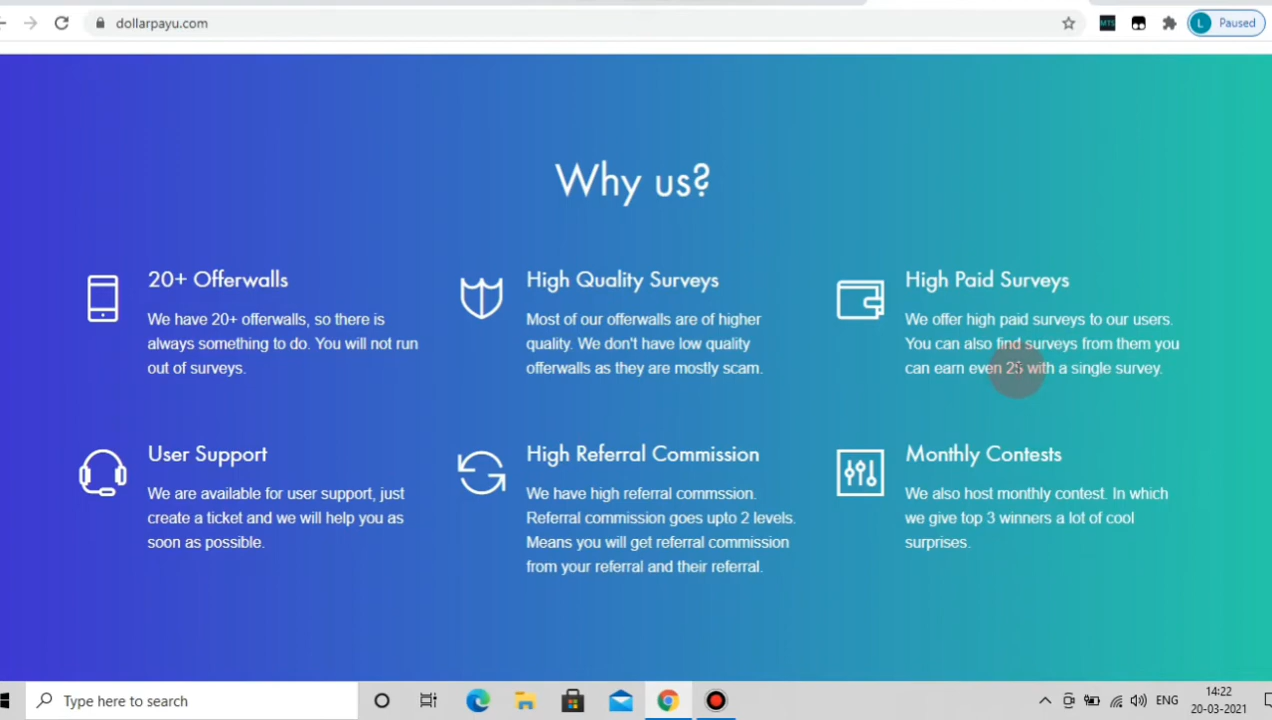 dollarpayu.com
MTS
L
Paused
Why us?
20+ Offerwalls
We have 20+ offerwalls, so there is
always something to do. You will not run
out of surveys.
High Quality Surveys
Most of our offerwalls are of higher
quality. We don't have low quality
offerwalls as they are mostly scam.
High Paid Surveys
We offer high paid surveys to our users.
You can also find surveys from them you
can earn even with a single survey.
User Support
We are available for user support, just
create a ticket and we will help you as
soon as possible.
High Referral Commission
We have high referral commssion.
Referral commission goes upto 2 levels.
Means you will get referral commission
from your referral and their referral.
Monthly Contests
We also host monthly contest. In which
we give top 3 winners a lot of cool
surprises.
Type here to search
ENG
14:22
20-03-2021